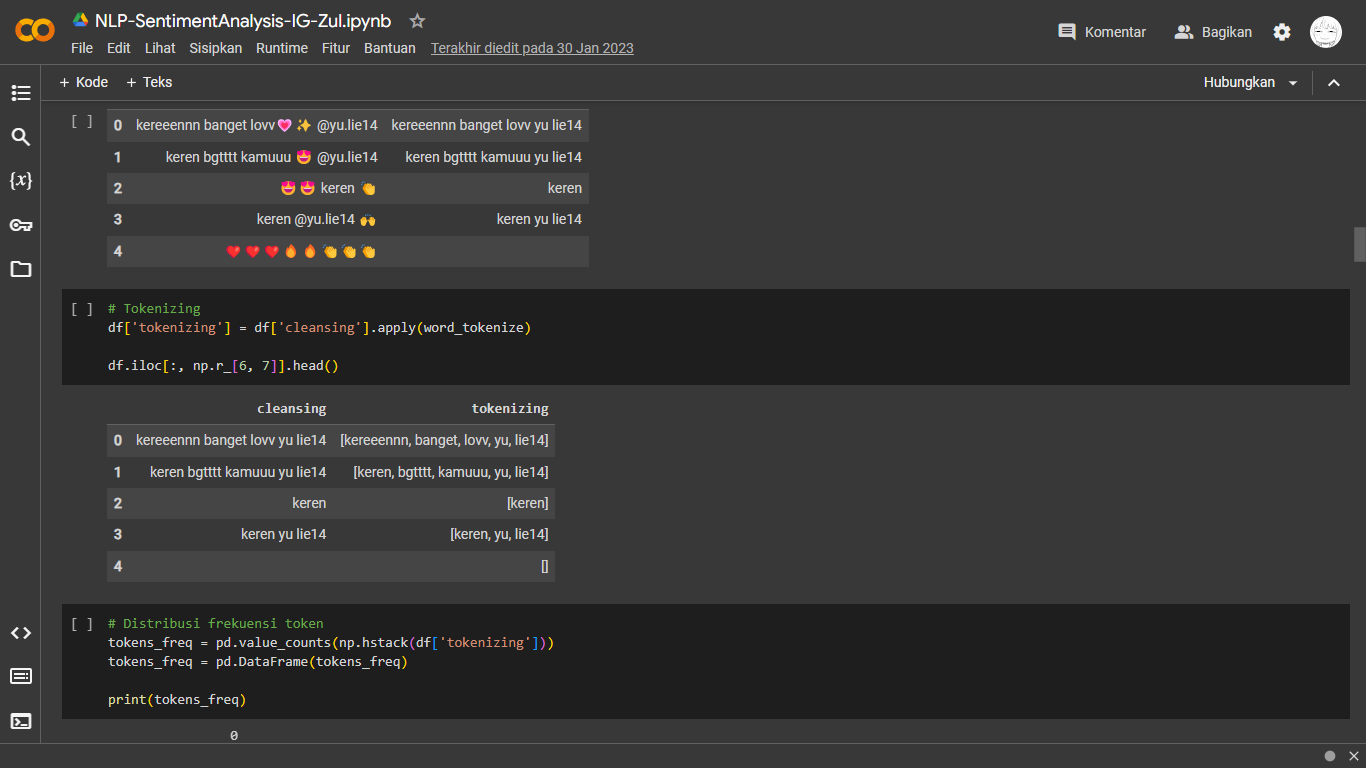 NLP-SentimentAnalysis-IG-Zul.ipynb
File Edit Lihat Sisipkan Runtime Fitur Bantuan Terakhir diedit pada 30 Jan 2023
Komentar Bagikan
+ Kode + Teks
Hubungkan
[ ] 0 kereeennn banget lovv💗✨ @yu.lie14 kereeennn banget lovv yu lie14
1 keren bgtttt kamuuu 😍 @yu.lie14 keren bgtttt kamuuu yu lie14
2 😍😍 keren 👏 keren
3 keren @yu.lie14 🙌 keren yu lie14
4 ❤️❤️❤️🔥🔥👏👏👏
[ ] # Tokenizing
df['tokenizing'] = df['cleansing'].apply(word_tokenize)
df.iloc[:, np.r_[6, 7]].head()
cleansing tokenizing
0 kereeennn banget lovv yu lie14 [kereeennn, banget, lovv, yu, lie14]
1 keren bgtttt kamuuu yu lie14 [keren, bgtttt, kamuuu, yu, lie14]
2 keren [keren]
3 keren yu lie14 [keren, yu, lie14]
4 []
[ ] # Distribusi frekuensi token
tokens_freq = pd.value_counts(np.hstack(df['tokenizing']))
tokens_freq = pd.DataFrame(tokens_freq)
print(tokens_freq)
0